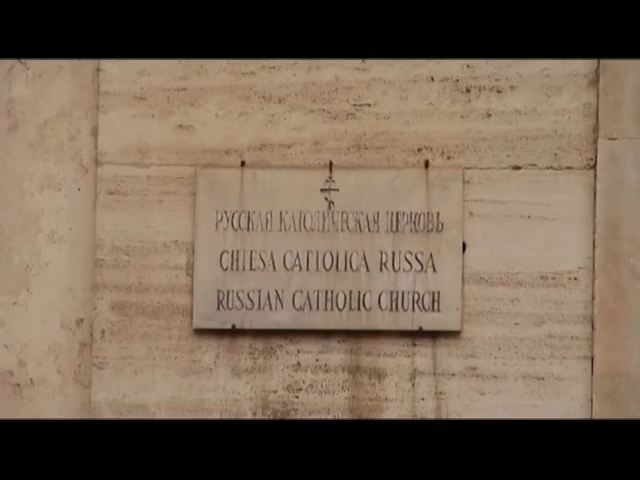 РУССКАЯ КАТОЛИЧЕСКАЯ ЦЕРКОВЬ
CHIESA CATTOLICA RUSSA
RUSSIAN CATHOLIC CHURCH